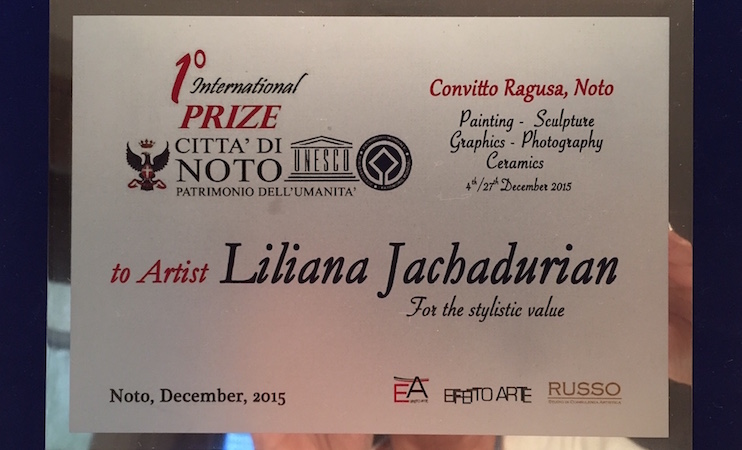 1° International
PRIZE
CITTA' DI
NOTO
PATRIMONIO DELL'UMANITA'
UNESCO
Convitto Ragusa, Noto
Painting - Sculpture
Graphics - Photography
Ceramics
4th/27th December 2015
to Artist Liliana Jachadurian
For the stylistic value
Noto, December, 2015
EA
EFFETTO ARTE
RUSSO